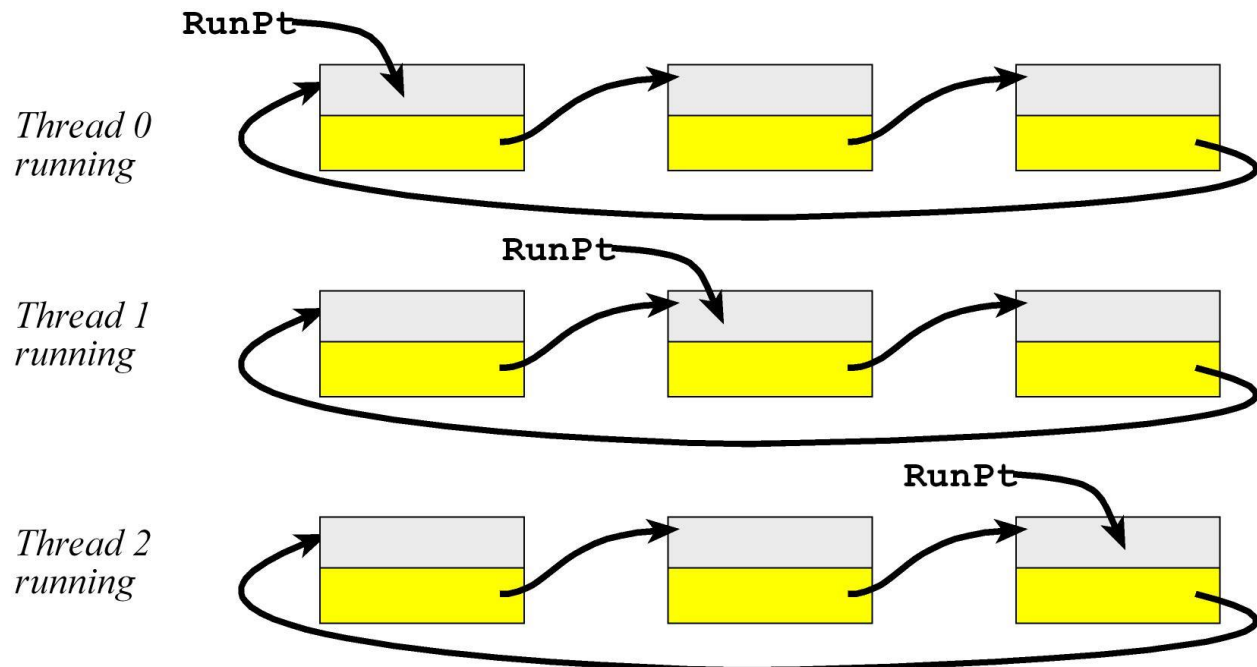 RunPt
Thread 0
running
RunPt
Thread 1
running
RunPt
Thread 2
running